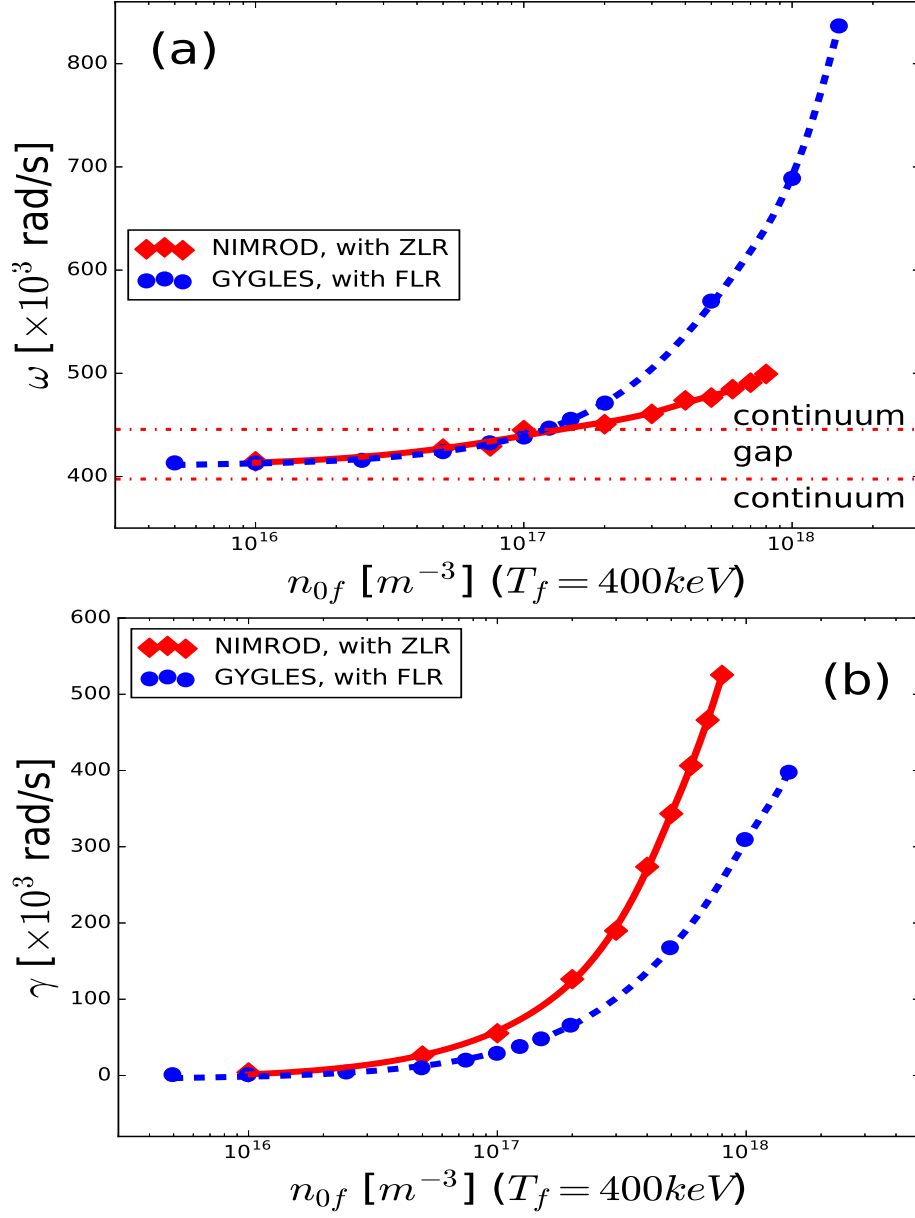 (a)
800
700
600
500
400
ω [×10³ rad/s]
NIMROD, with ZLR
GYGLES, with FLR
continuum
gap
continuum
10¹⁶ 10¹⁷ 10¹⁸
n₀f [m⁻³] (T_f = 400keV)
600
500
400
300
200
100
0
γ [×10³ rad/s]
NIMROD, with ZLR
GYGLES, with FLR
(b)
10¹⁶ 10¹⁷ 10¹⁸
n₀f [m⁻³] (T_f = 400keV)